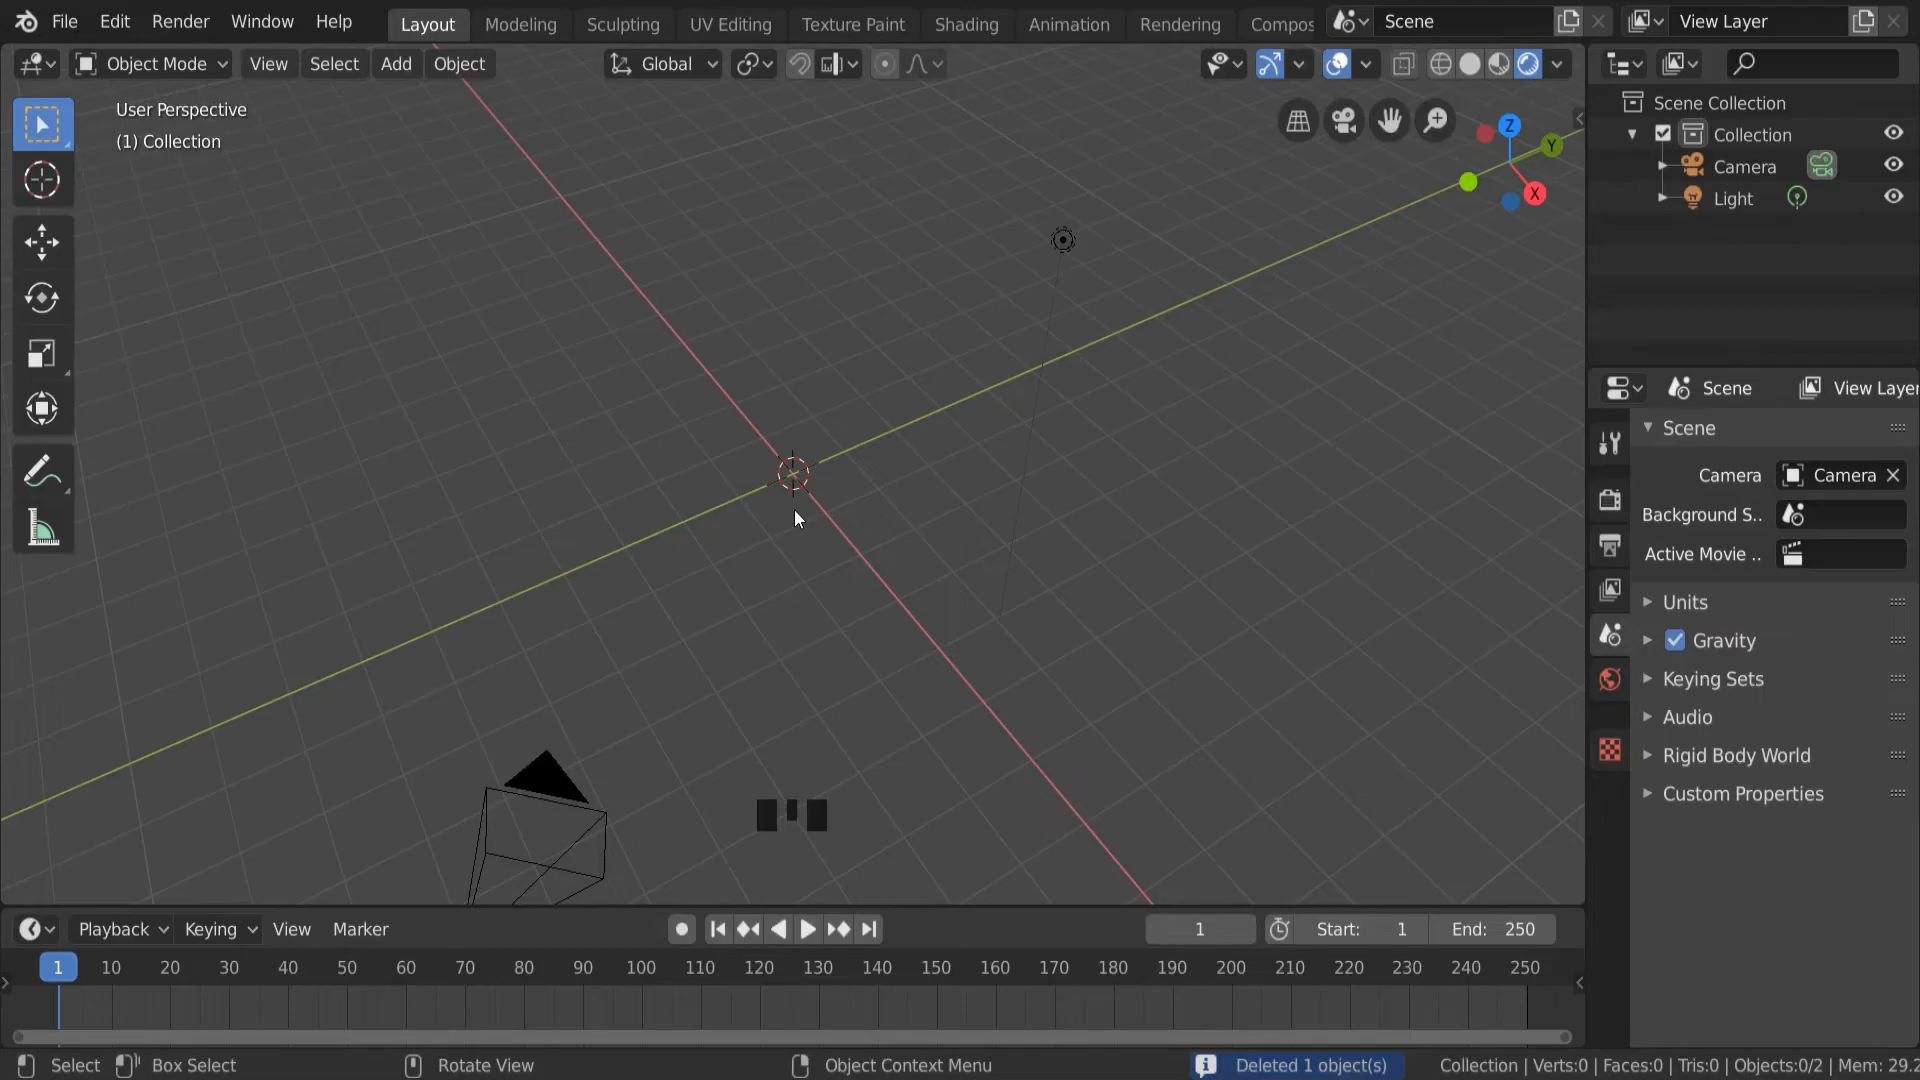 File Edit Render Window Help Layout Modeling Sculpting UV Editing Texture Paint Shading Animation Rendering Compos Scene View Layer
Object Mode View Select Add Object Global
User Perspective
(1) Collection
Z
Y
X
Scene Collection
Collection
Camera
Light
Scene View Layer
Scene
Camera Camera
Background S..
Active Movie ..
Units
Gravity
Keying Sets
Audio
Rigid Body World
Custom Properties
Playback Keying View Marker 1 Start: 1 End: 250
1 10 20 30 40 50 60 70 80 90 100 110 120 130 140 150 160 170 180 190 200 210 220 230 240 250
Select Box Select Rotate View Object Context Menu Deleted 1 object(s) Collection | Verts:0 | Faces:0 | Tris:0 | Objects:0/2 | Mem: 29.2